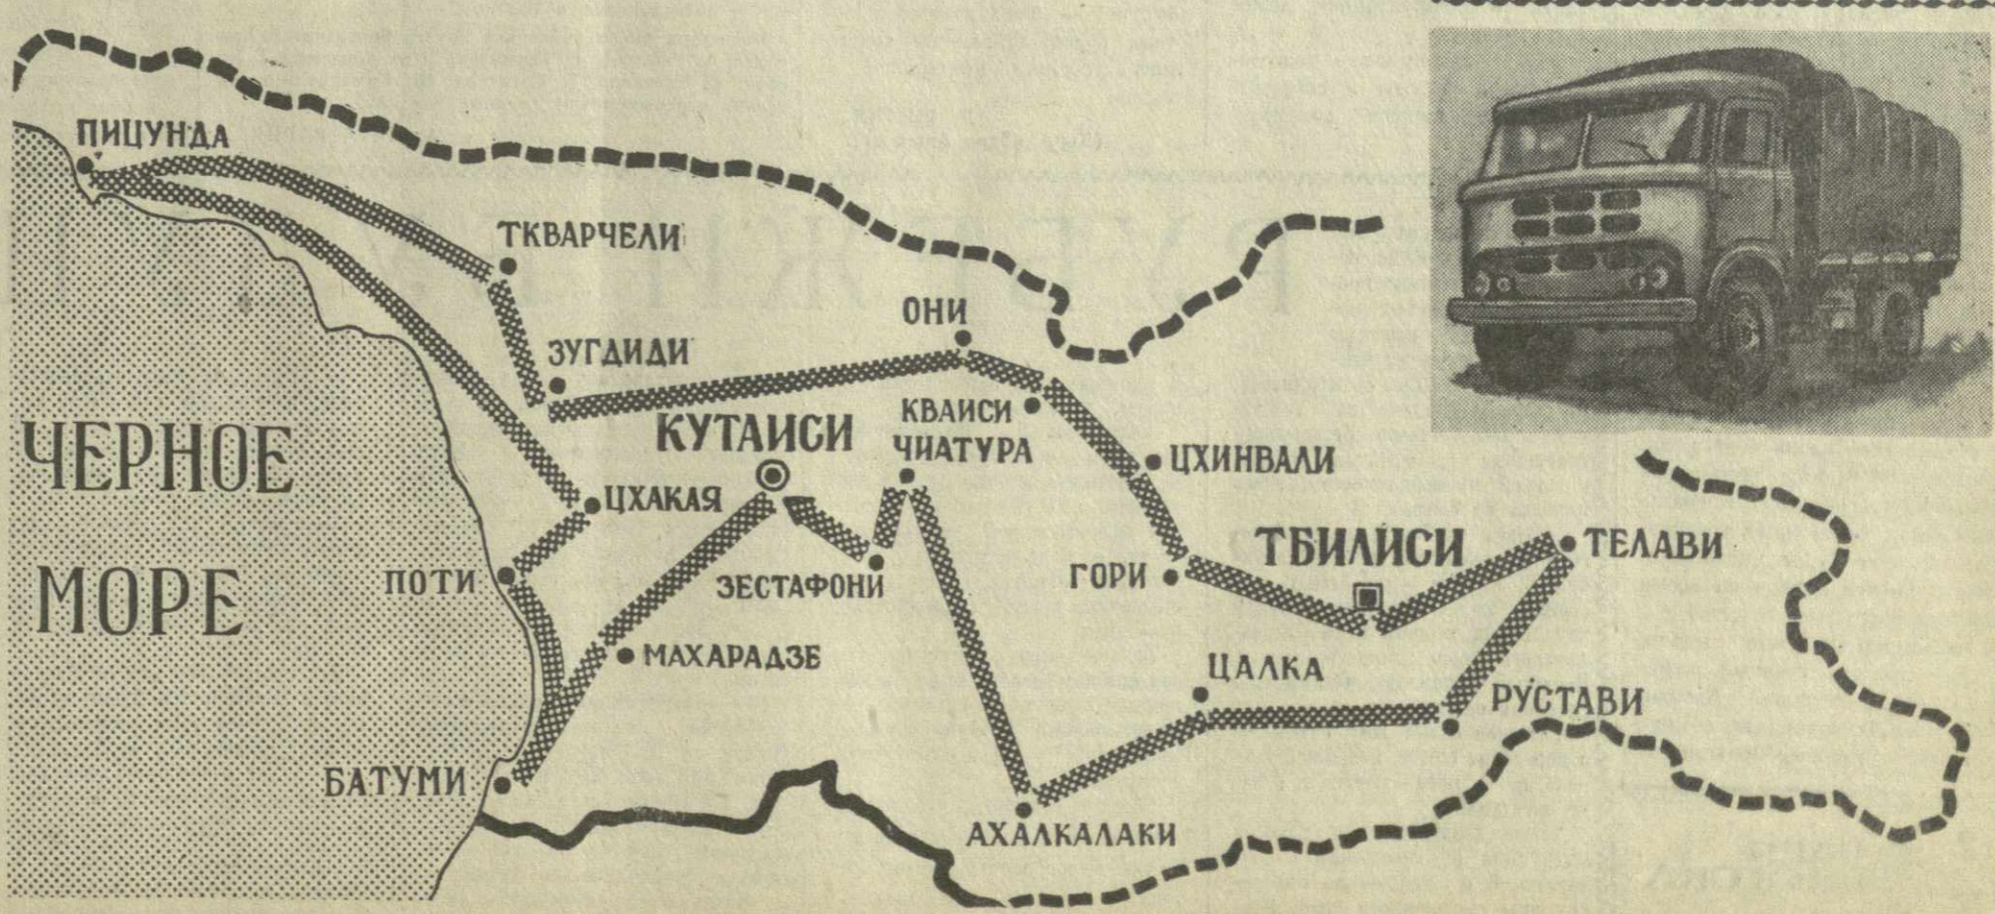 ПИЦУНДА
ТКВАРЧЕЛИ
ОНИ
ЗУГДИДИ
КВАИСИ
КУТАИСИ
ЧИАТУРА
ЦХИНВАЛИ
ЧЕРНОЕ
МОРЕ
ЦХАКАЯ
ТБИЛИСИ
ТЕЛАВИ
ПОТИ
ЗЕСТАФОНИ
ГОРИ
МАХАРАДЗЕ
ЦАЛКА
РУСТАВИ
БАТУМИ
АХАЛКАЛАКИ